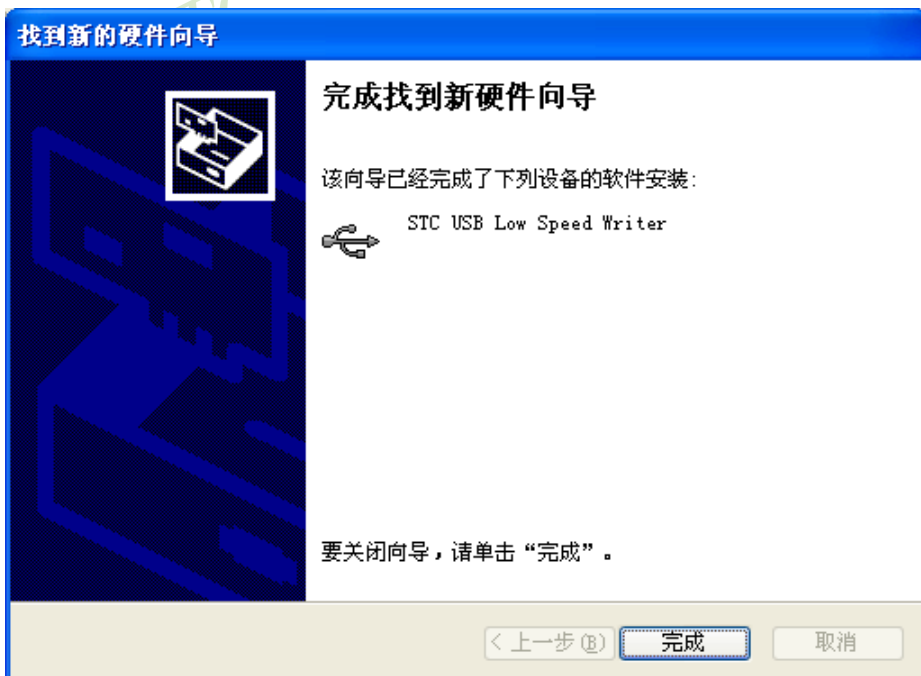 找到新的硬件向导
完成找到新硬件向导
该向导已经完成了下列设备的软件安装:
STC USB Low Speed Writer
要关闭向导，请单击“完成”。
< 上一步(B)
完成
取消